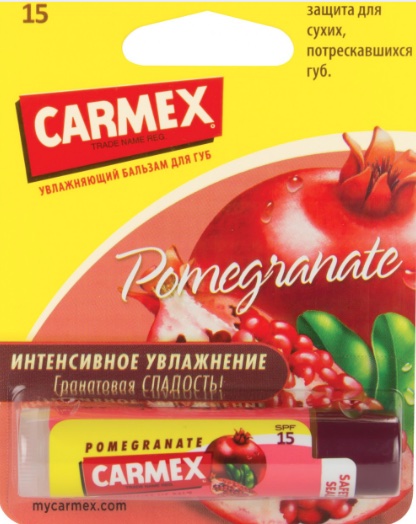 15
защита для
сухих,
потрескавшихся
губ.
CARMEX
TRADE NAME REG.
УВЛАЖНЯЮЩИЙ БАЛЬЗАМ ДЛЯ ГУБ
Pomegranate
ИНТЕНСИВНОЕ УВЛАЖНЕНИЕ
Гранатовая СЛАДОСТЬ!
POMEGRANATE
SPF
15
CARMEX
mycarmex.com